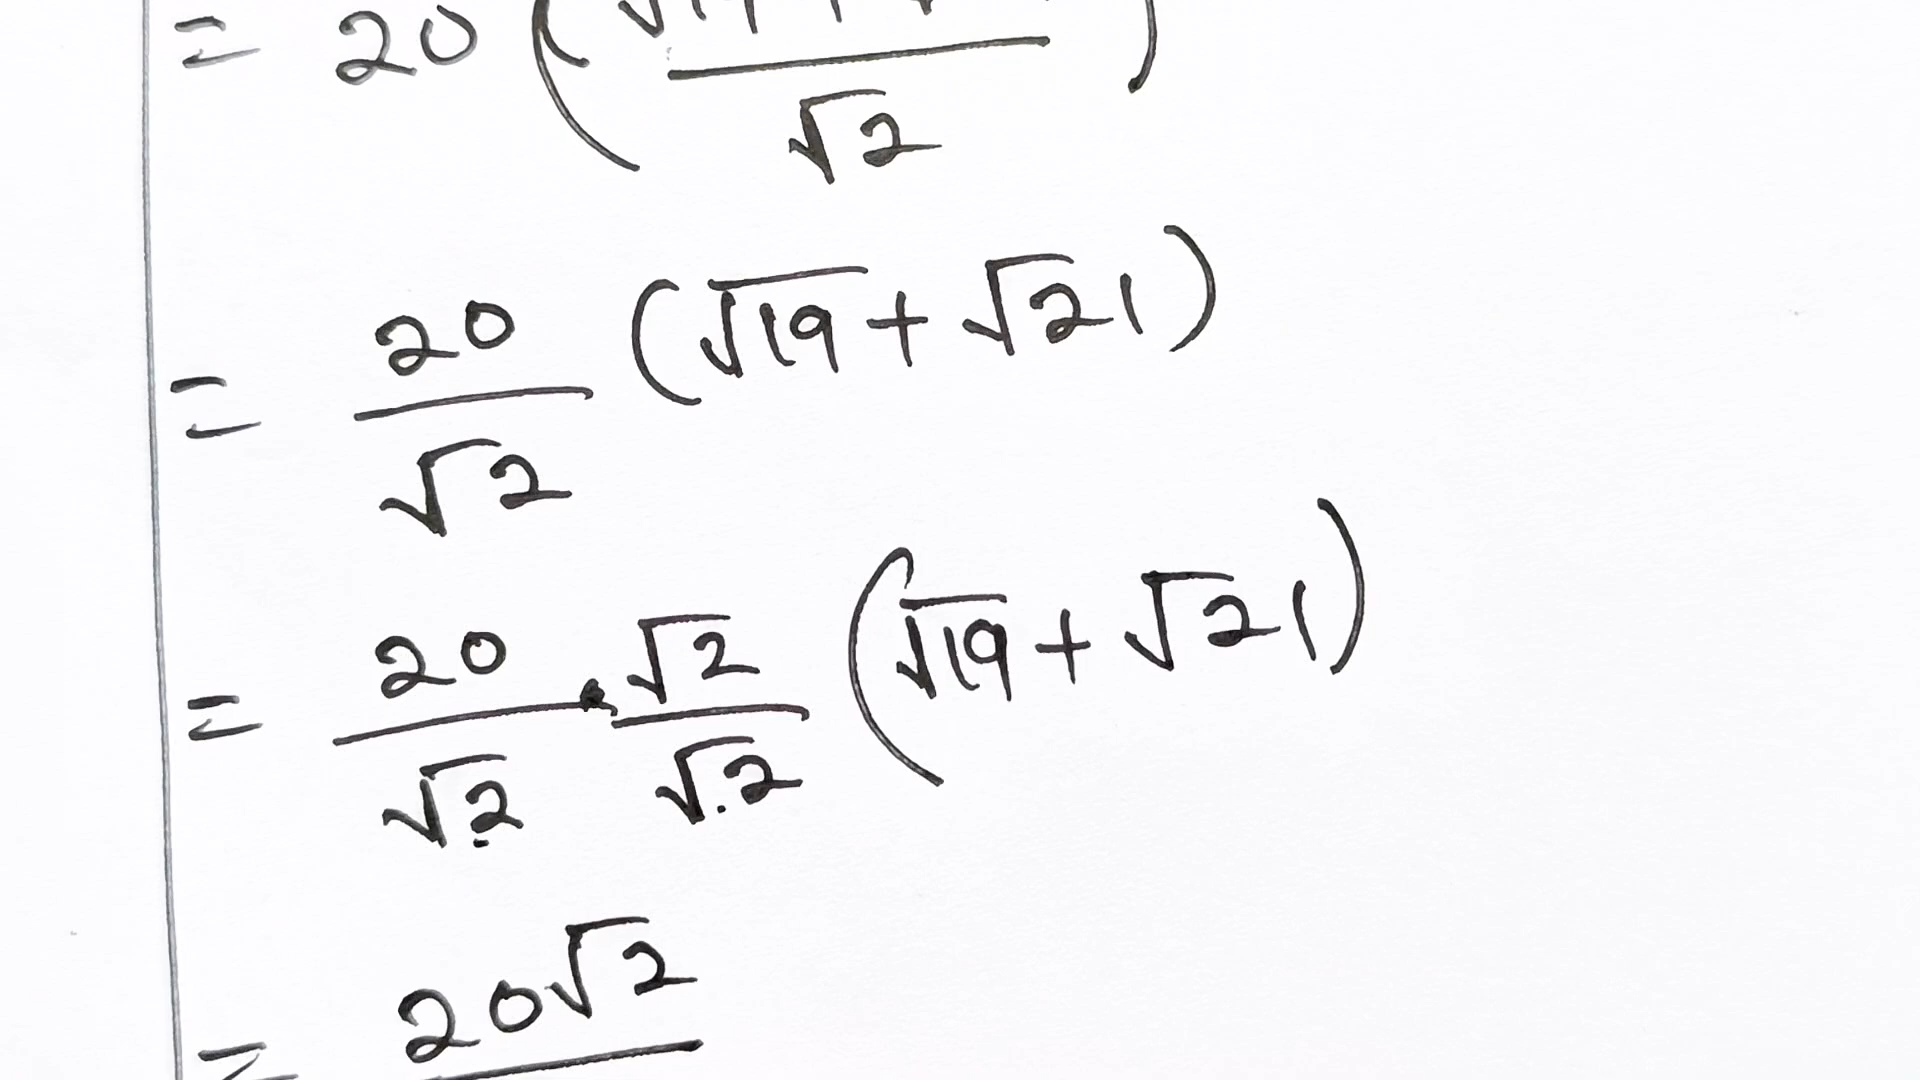 = 20 ( / √2 )
= 20/√2 (√19 + √21)
= 20/√2 · √2/√2 (√19 + √21)
= 20√2